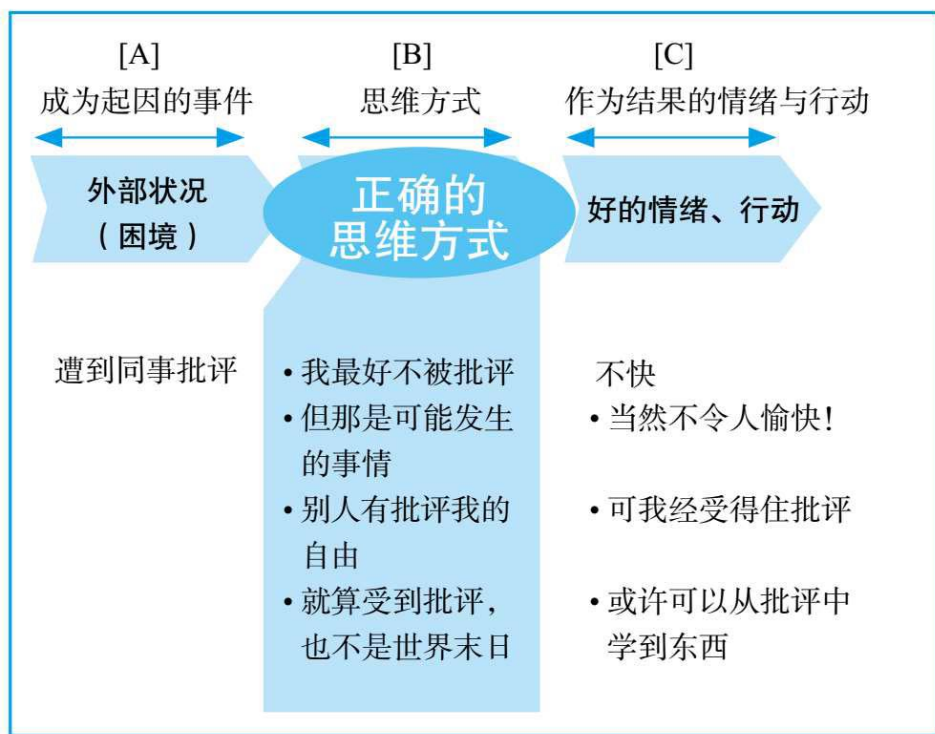 [A]
成为起因的事件
[B]
思维方式
[C]
作为结果的情绪与行动
外部状况
（困境）
正确的
思维方式
好的情绪、行动
遭到同事批评
• 我最好不被批评
• 但那是可能发生
的事情
• 别人有批评我的
自由
• 就算受到批评，
也不是世界末日
不快
• 当然不令人愉快！
• 可我经受得住批评
• 或许可以从批评中
学到东西